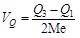 V_Q = (Q_3 - Q_1) / 2Me